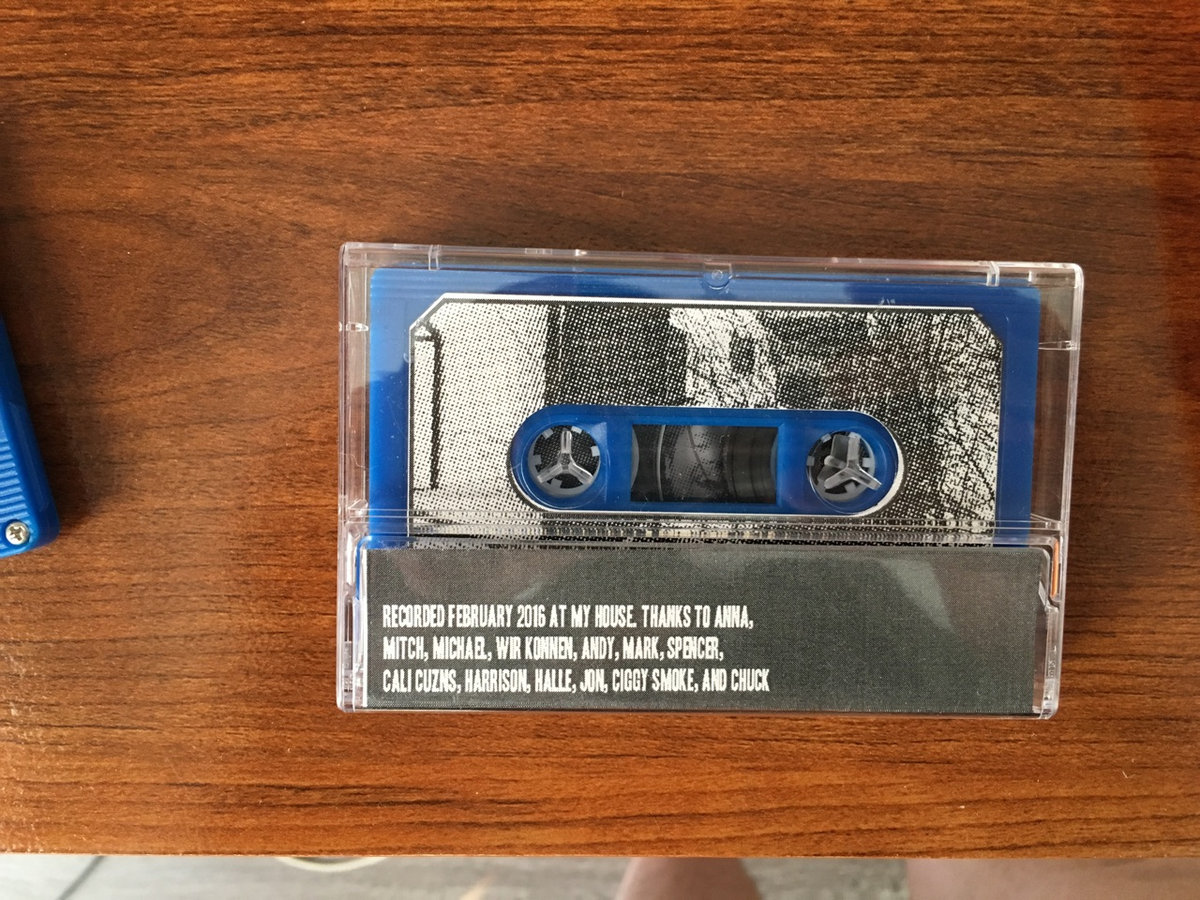 RECORDED FEBRUARY 2016 AT MY HOUSE. THANKS TO ANNA,
MITCH, MICHAEL, WIR KONNEN, ANDY, MARK, SPENCER,
CALI CUZNS, HARRISON, HALLE, JON, CIGGY SMOKE, AND CHUCK